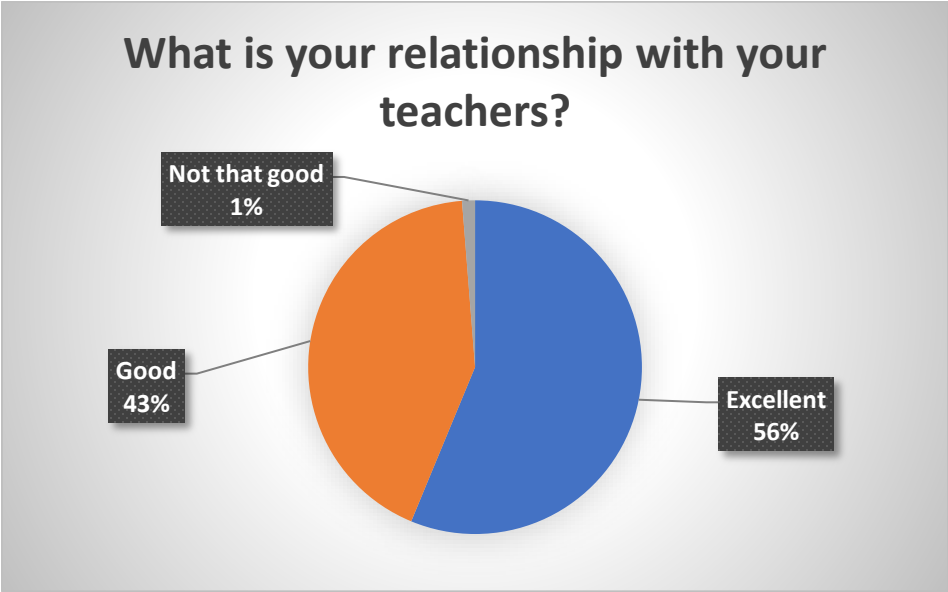 What is your relationship with your
teachers?
Not that good
1%
Good
43%
Excellent
56%